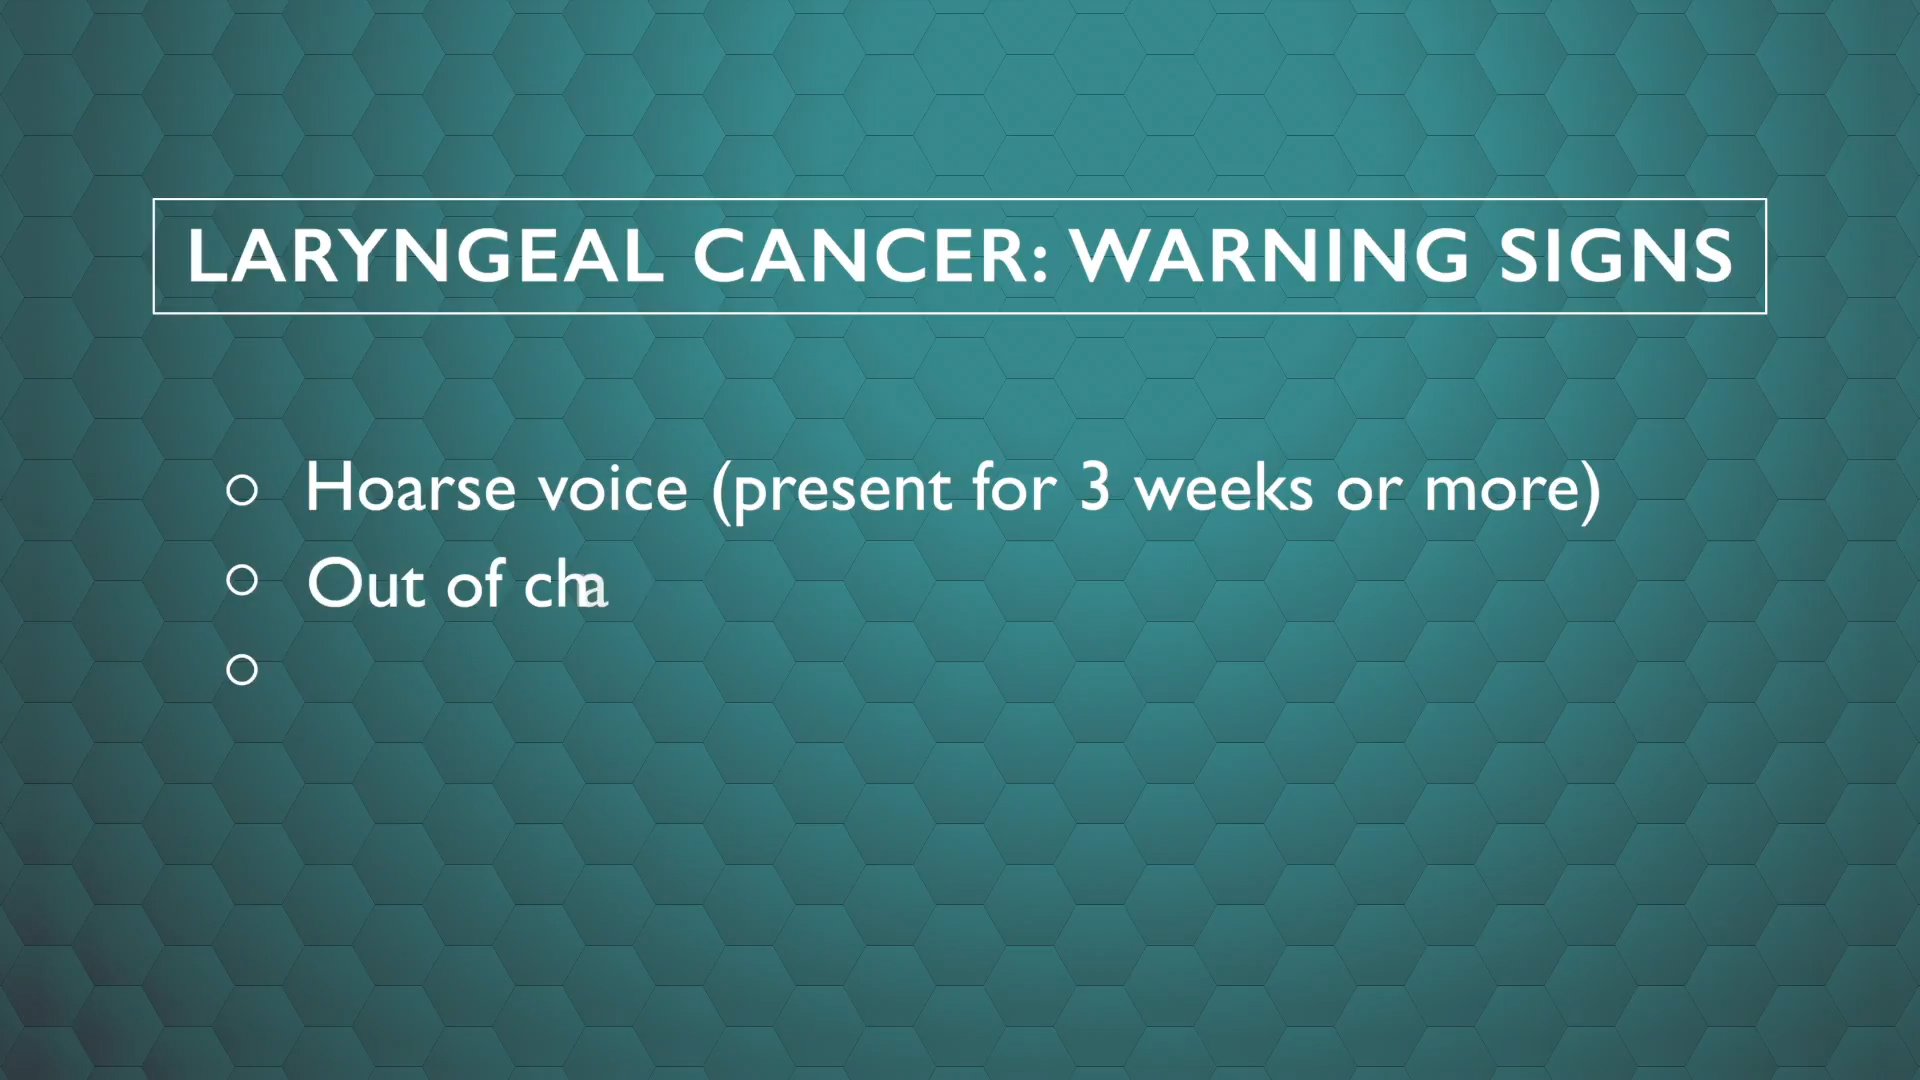 LARYNGEAL CANCER: WARNING SIGNS
○ Hoarse voice (present for 3 weeks or more)
○ Out of cha
○